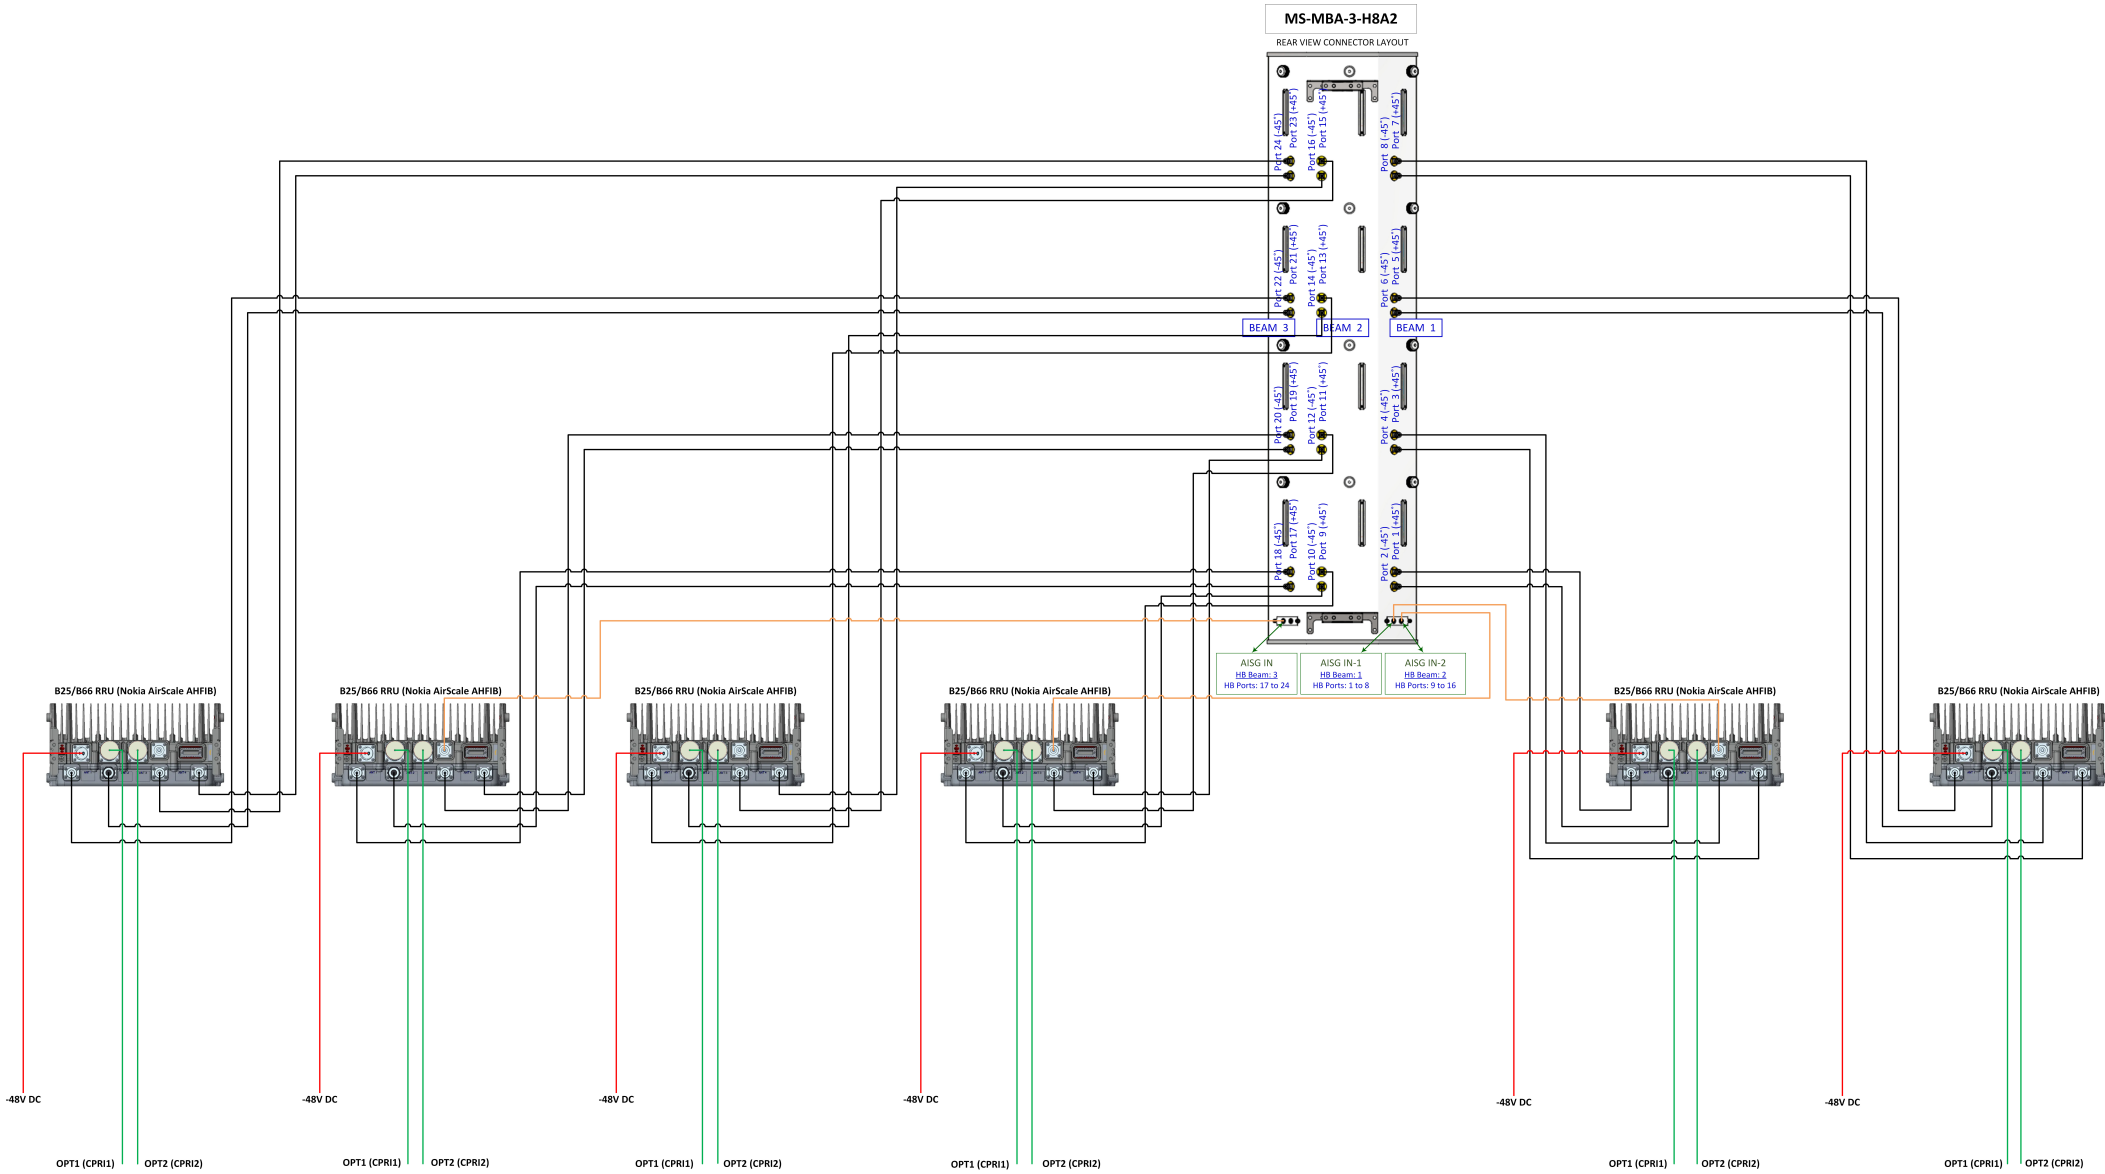 MS-MBA-3-H8A2
REAR VIEW CONNECTOR LAYOUT
Port 24 (-45°)
Port 23 (+45°)
Port 16 (-45°)
Port 15 (+45°)
Port 8 (-45°)
Port 7 (+45°)
Port 22 (-45°)
Port 21 (+45°)
Port 14 (-45°)
Port 13 (+45°)
Port 6 (-45°)
Port 5 (+45°)
BEAM 3
BEAM 2
BEAM 1
Port 20 (-45°)
Port 19 (+45°)
Port 12 (-45°)
Port 11 (+45°)
Port 4 (-45°)
Port 3 (+45°)
Port 18 (-45°)
Port 17 (+45°)
Port 10 (-45°)
Port 9 (+45°)
Port 2 (-45°)
Port 1 (+45°)
AISG IN
HB Beam: 3
HB Ports: 17 to 24
AISG IN-1
HB Beam: 1
HB Ports: 1 to 8
AISG IN-2
HB Beam: 2
HB Ports: 9 to 16
B25/B66 RRU (Nokia AirScale AHFIB)
B25/B66 RRU (Nokia AirScale AHFIB)
B25/B66 RRU (Nokia AirScale AHFIB)
B25/B66 RRU (Nokia AirScale AHFIB)
B25/B66 RRU (Nokia AirScale AHFIB)
B25/B66 RRU (Nokia AirScale AHFIB)
-48V DC
-48V DC
-48V DC
-48V DC
-48V DC
-48V DC
OPT1 (CPRI1)
OPT2 (CPRI2)
OPT1 (CPRI1)
OPT2 (CPRI2)
OPT1 (CPRI1)
OPT2 (CPRI2)
OPT1 (CPRI1)
OPT2 (CPRI2)
OPT1 (CPRI1)
OPT2 (CPRI2)
OPT1 (CPRI1)
OPT2 (CPRI2)